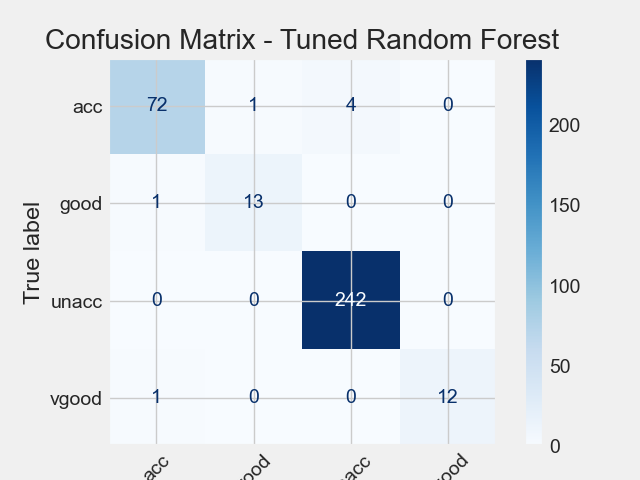 Confusion Matrix - Tuned Random Forest
True label
acc 72 1 4 0
good 1 13 0 0
unacc 0 0 242 0
vgood 1 0 0 12
200
150
100
50
0
acc